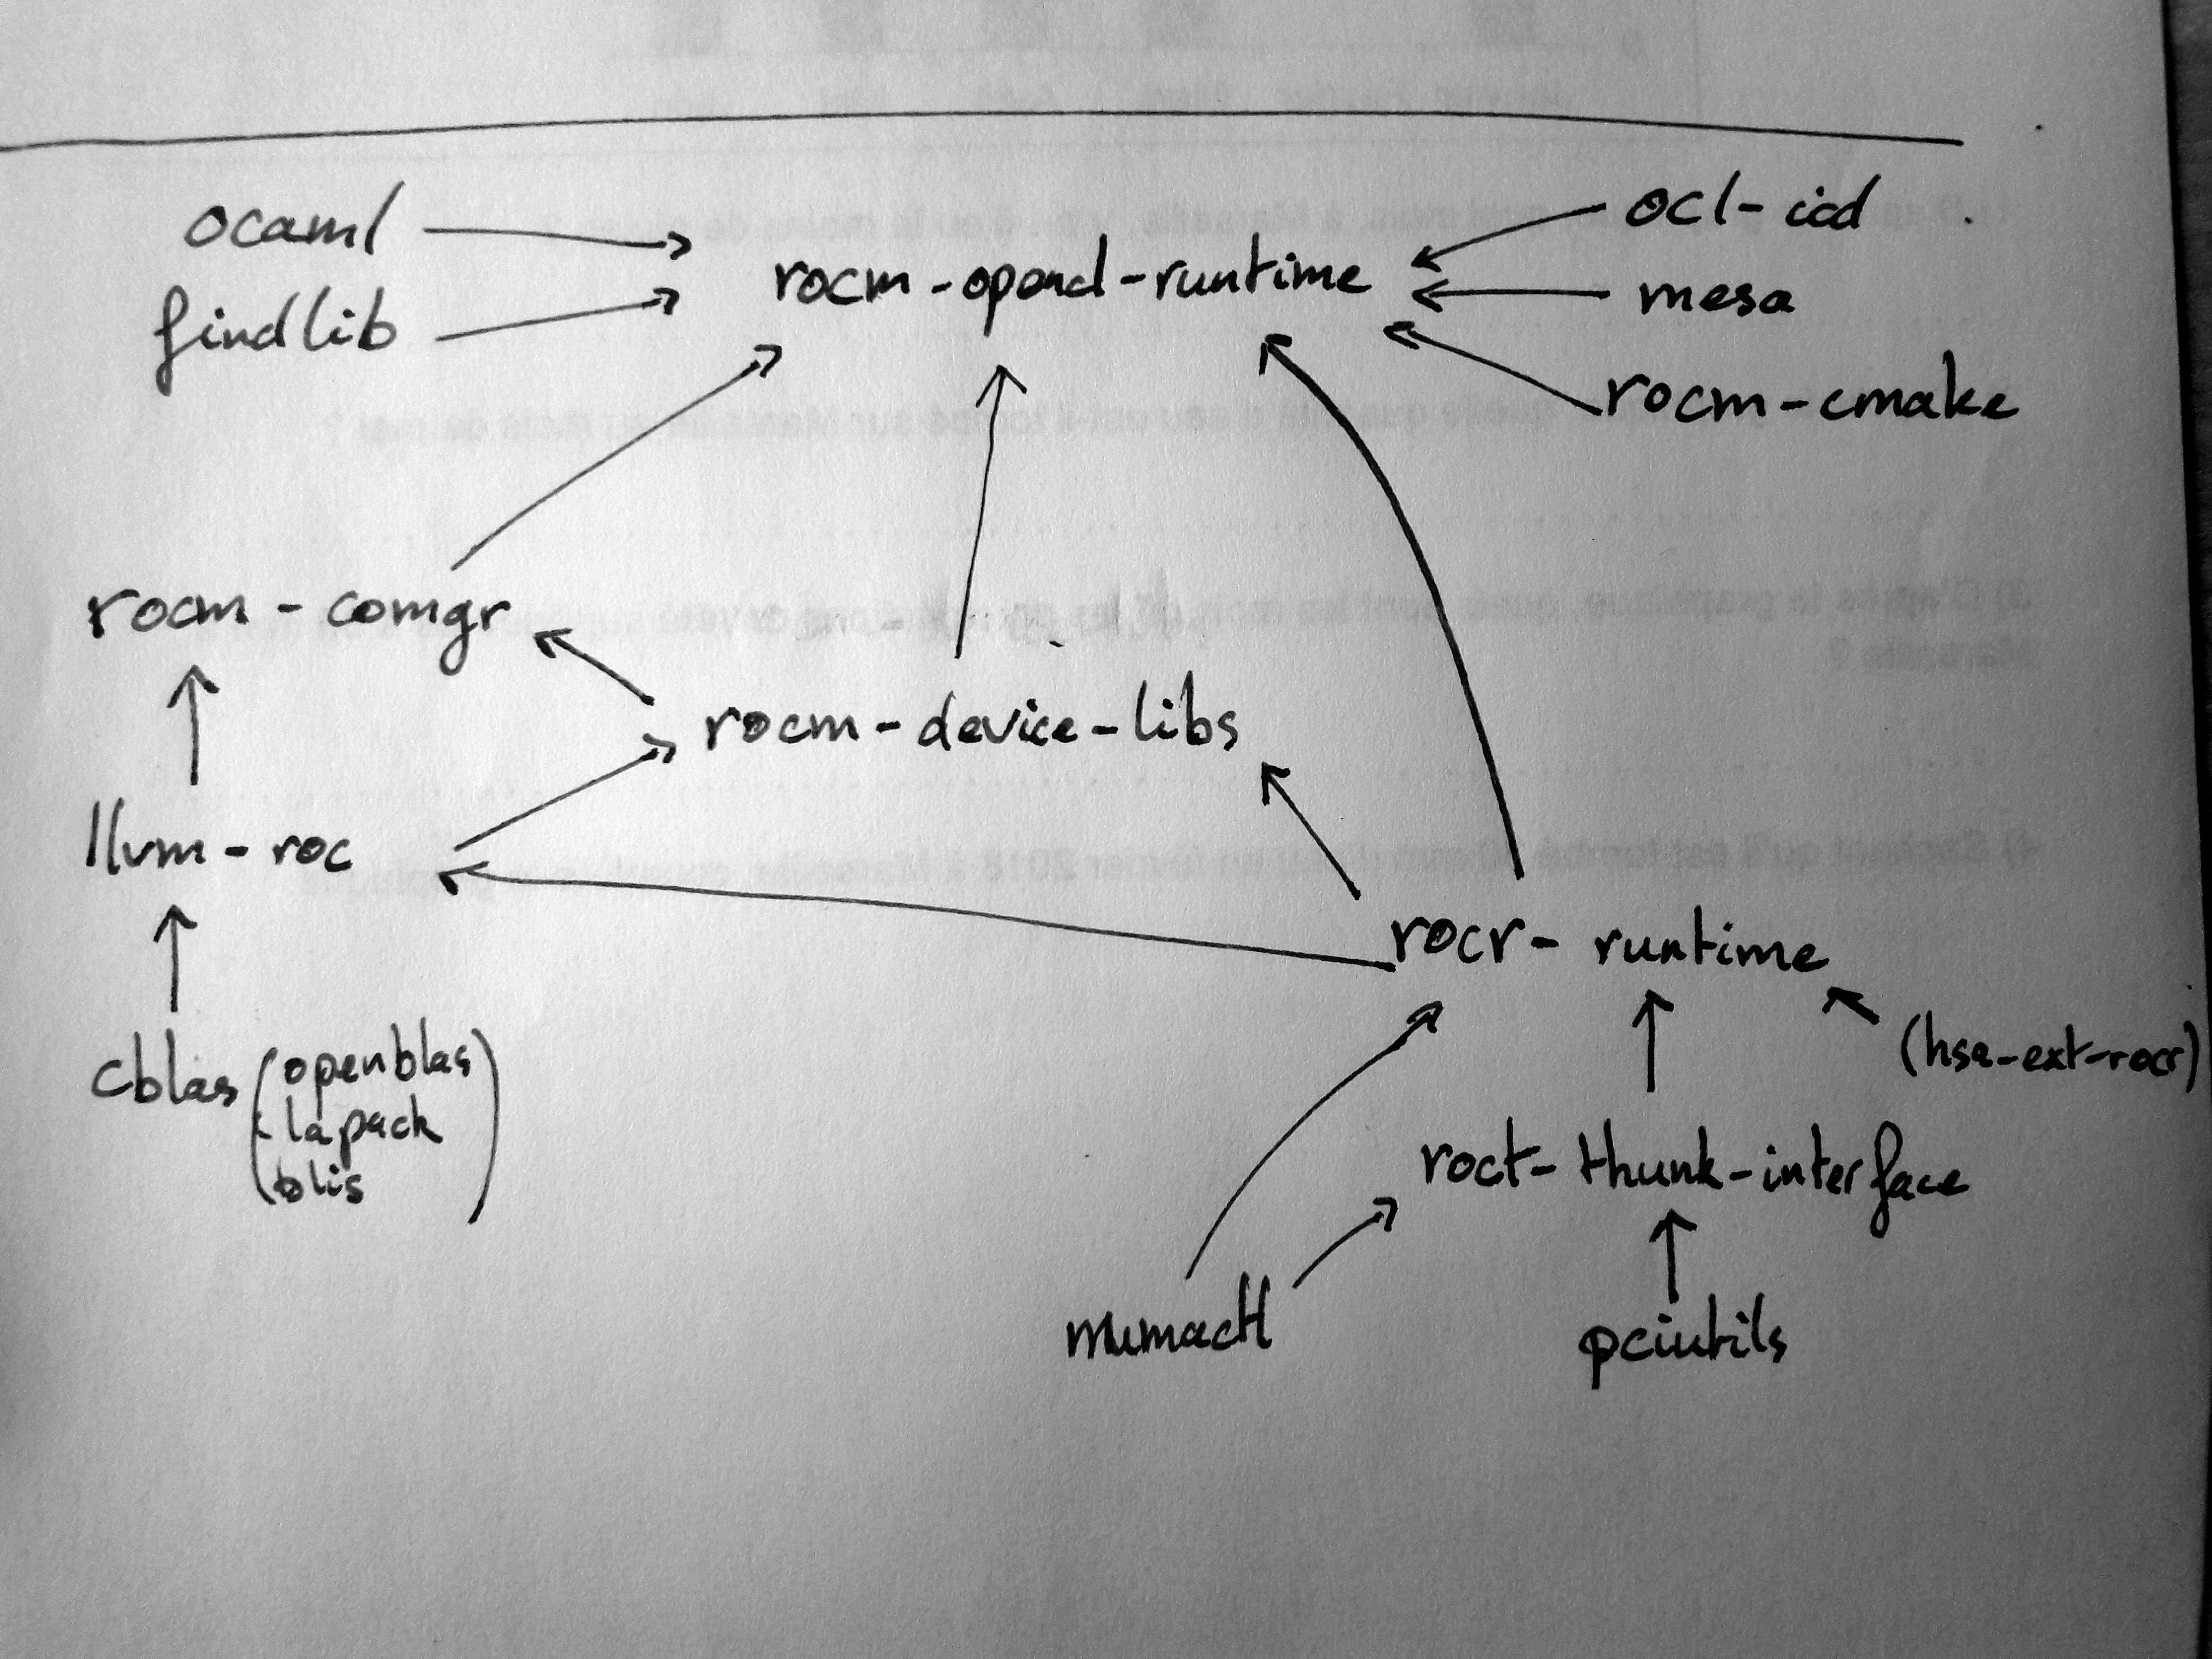 ocaml
findlib
rocm-opencl-runtime
ocl-icd
mesa
rocm-cmake
rocm-comgr
rocm-device-libs
llvm-roc
rocr-runtime
(hsa-ext-rocr)
cblas (openblas
lapack
blis)
roct-thunk-interface
numactl
pciutils